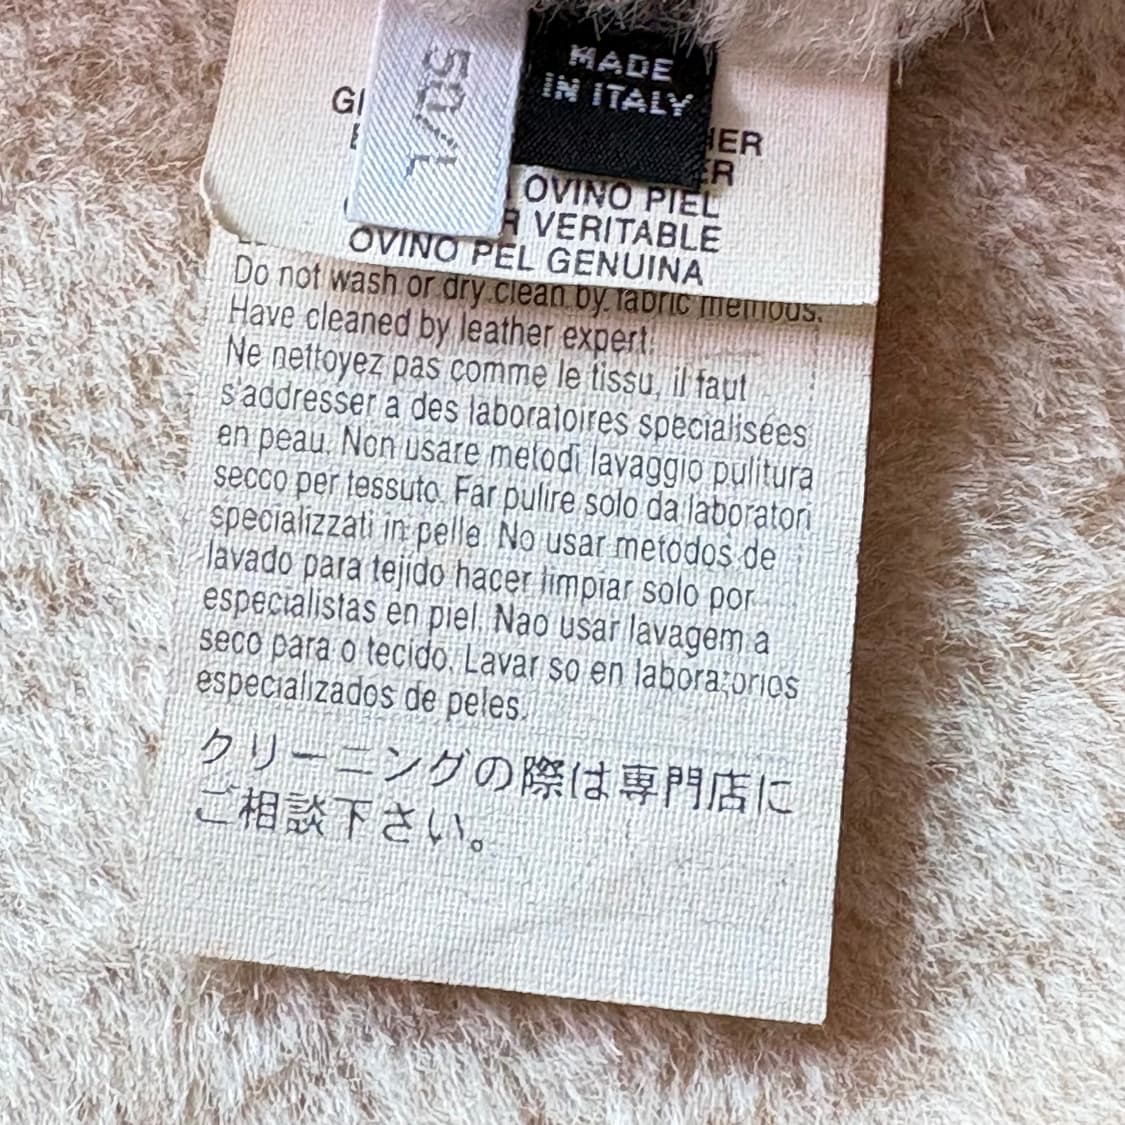 50/L
MADE
IN ITALY
OVINO PIEL
VERITABLE
OVINO PEL GENUINA
Do not wash or dry clean by fabric methods.
Have cleaned by leather expert.
Ne nettoyez pas comme le tissu, il faut
s'addresser a des laboratoires specialisées
en peau. Non usare metodi lavaggio pulitura
secco per tessuto. Far pulire solo da laboratori
specializzati in pelle. No usar metodos de
lavado para tejido hacer limpiar solo por
especialistas en piel. Nao usar lavagem a
seco para o tecido. Lavar so en laboratorios
especializados de peles.
クリーニングの際は専門店に
ご相談下さい。